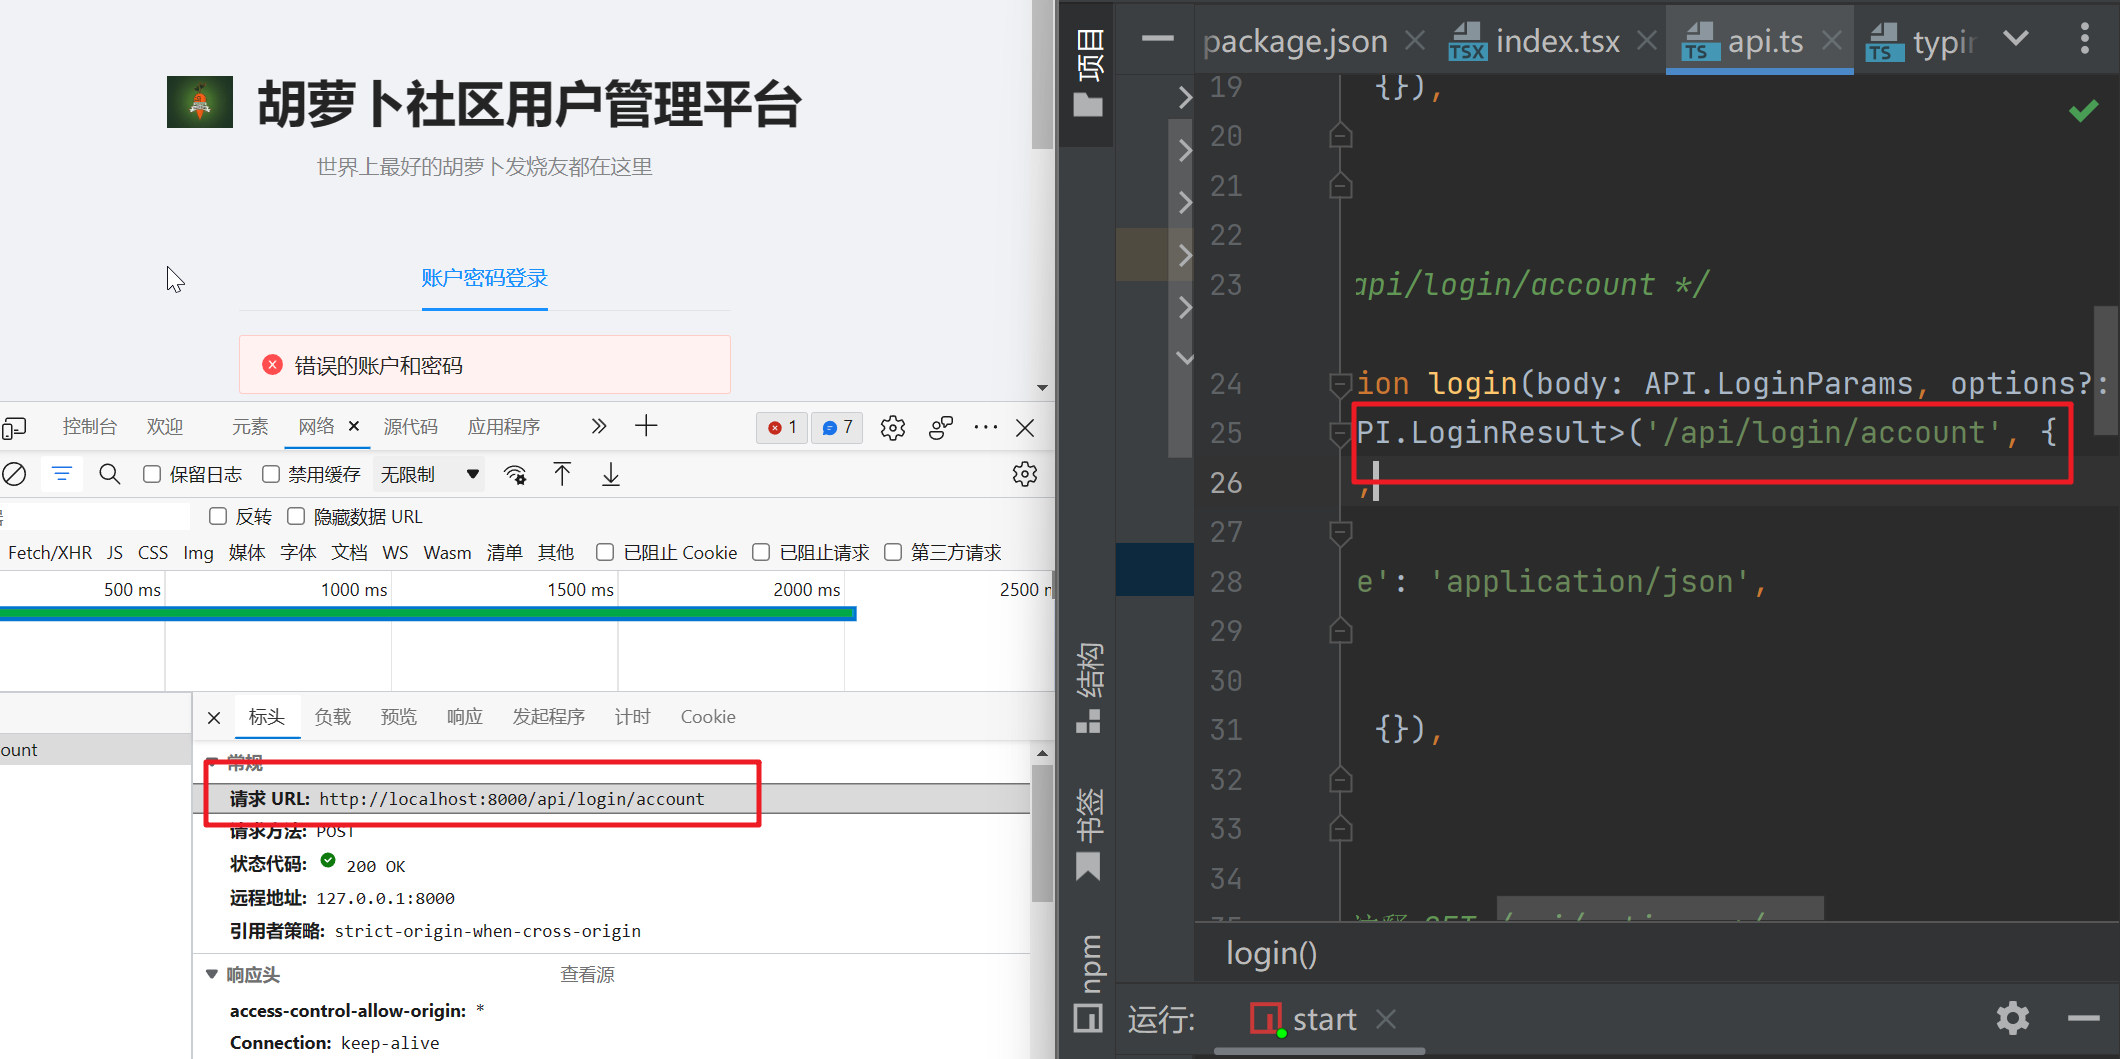 胡萝卜社区用户管理平台
世界上最好的胡萝卜发烧友都在这里
账户密码登录
错误的账户和密码
控制台 欢迎 元素 网络 源代码 应用程序 1 7
保留日志 禁用缓存 无限制
反转 隐藏数据 URL
Fetch/XHR JS CSS Img 媒体 字体 文档 WS Wasm 清单 其他 已阻止 Cookie 已阻止请求 第三方请求
500 ms 1000 ms 1500 ms 2000 ms 2500 m
标头 负载 预览 响应 发起程序 计时 Cookie
ount
常规
请求 URL: http://localhost:8000/api/login/account
请求方法: POST
状态代码: 200 OK
远程地址: 127.0.0.1:8000
引用者策略: strict-origin-when-cross-origin
响应头 查看源
access-control-allow-origin: *
Connection: keep-alive
项目
结构
书签
npm
package.json TSX index.tsx TS api.ts TS typin
19 {}),
20
21
22
23 api/login/account */
24 ion login(body: API.LoginParams, options?:
25 PI.LoginResult>('/api/login/account', {
26 ,
27
28 e': 'application/json',
29
30
31 {}),
32
33
34
login()
运行: start